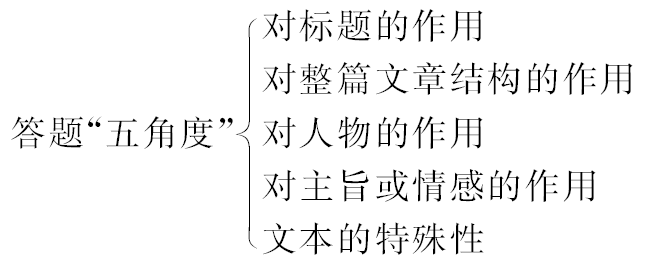 对标题的作用
对整篇文章结构的作用
答题“五角度”对人物的作用
对主旨或情感的作用
文本的特殊性